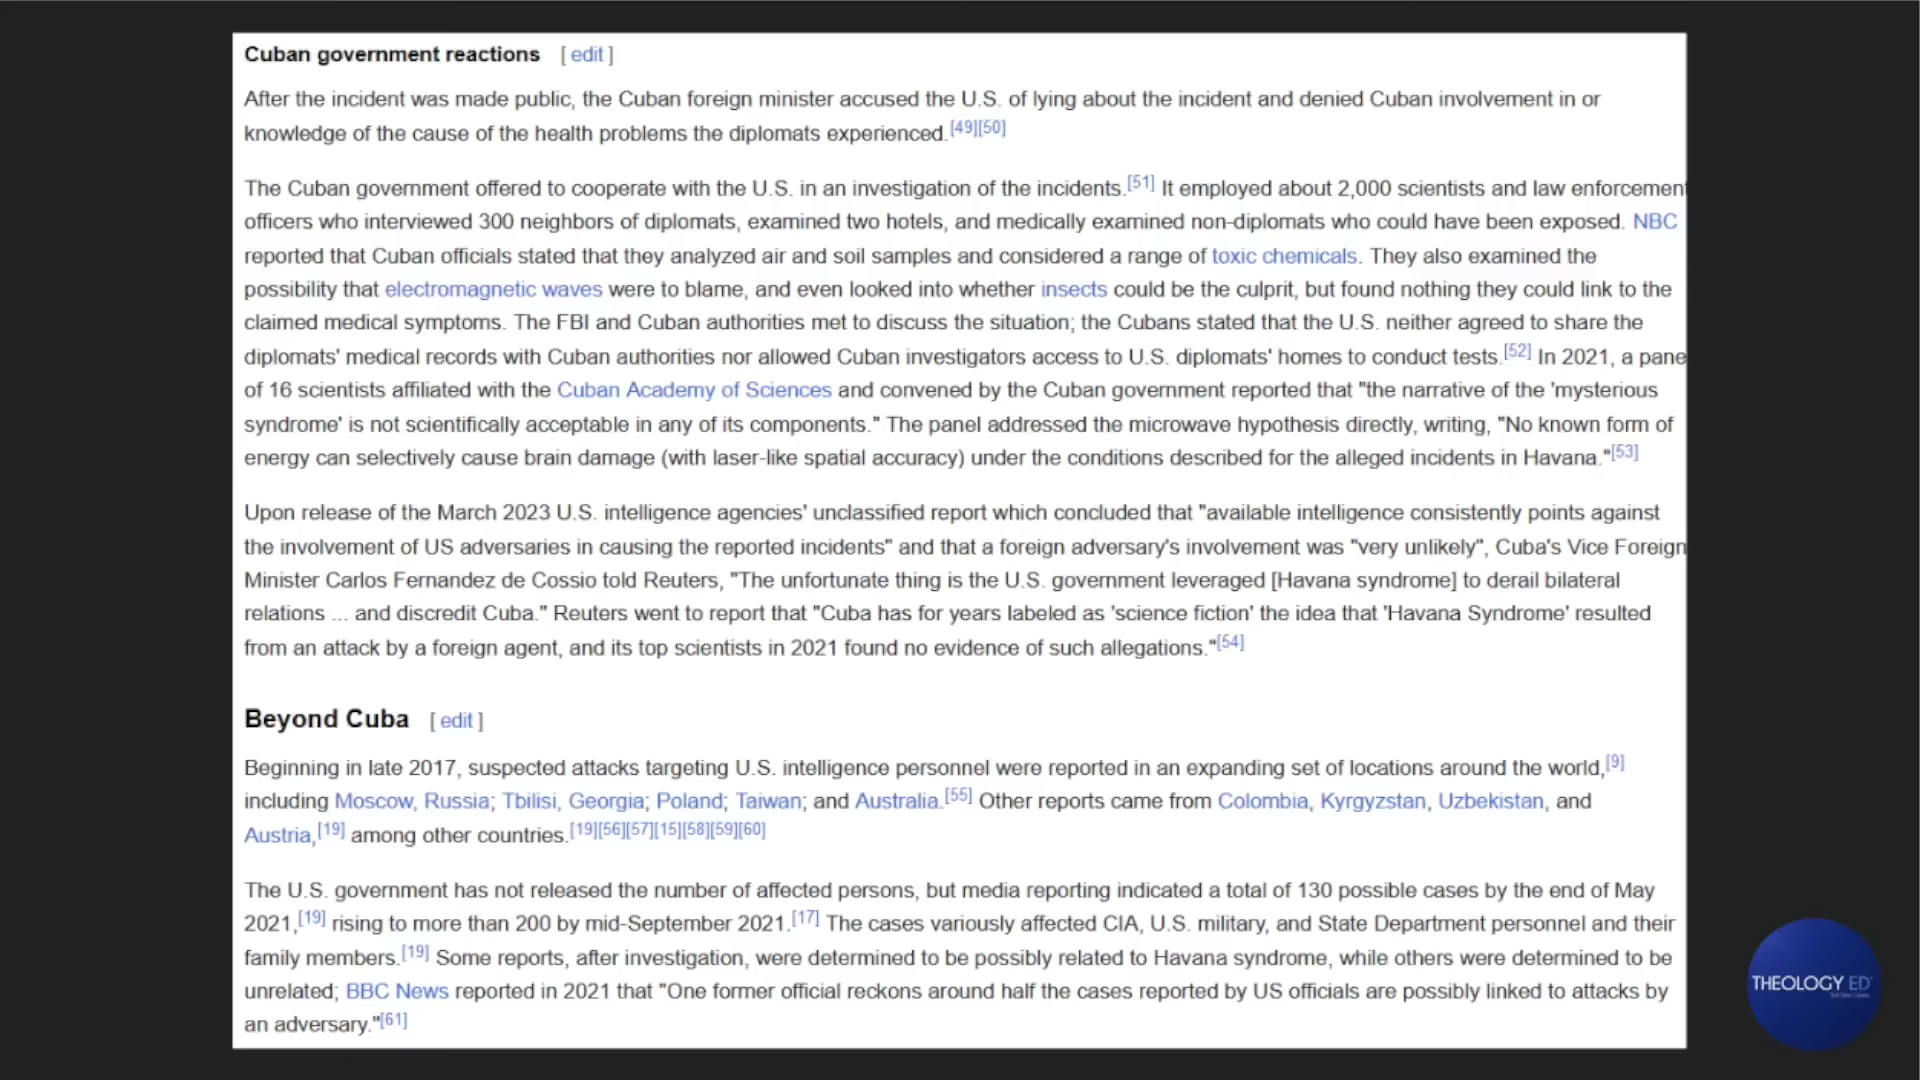 Cuban government reactions [ edit ]
After the incident was made public, the Cuban foreign minister accused the U.S. of lying about the incident and denied Cuban involvement in or
knowledge of the cause of the health problems the diplomats experienced.[49][50]
The Cuban government offered to cooperate with the U.S. in an investigation of the incidents.[51] It employed about 2,000 scientists and law enforcement
officers who interviewed 300 neighbors of diplomats, examined two hotels, and medically examined non-diplomats who could have been exposed. NBC
reported that Cuban officials stated that they analyzed air and soil samples and considered a range of toxic chemicals. They also examined the
possibility that electromagnetic waves were to blame, and even looked into whether insects could be the culprit, but found nothing they could link to the
claimed medical symptoms. The FBI and Cuban authorities met to discuss the situation; the Cubans stated that the U.S. neither agreed to share the
diplomats' medical records with Cuban authorities nor allowed Cuban investigators access to U.S. diplomats' homes to conduct tests.[52] In 2021, a pane
of 16 scientists affiliated with the Cuban Academy of Sciences and convened by the Cuban government reported that "the narrative of the 'mysterious
syndrome' is not scientifically acceptable in any of its components." The panel addressed the microwave hypothesis directly, writing, "No known form of
energy can selectively cause brain damage (with laser-like spatial accuracy) under the conditions described for the alleged incidents in Havana."[53]
Upon release of the March 2023 U.S. intelligence agencies' unclassified report which concluded that "available intelligence consistently points against
the involvement of US adversaries in causing the reported incidents" and that a foreign adversary's involvement was "very unlikely", Cuba's Vice Foreign
Minister Carlos Fernandez de Cossio told Reuters, "The unfortunate thing is the U.S. government leveraged [Havana syndrome] to derail bilateral
relations ... and discredit Cuba." Reuters went to report that "Cuba has for years labeled as 'science fiction' the idea that 'Havana Syndrome' resulted
from an attack by a foreign agent, and its top scientists in 2021 found no evidence of such allegations."[54]
Beyond Cuba [ edit ]
Beginning in late 2017, suspected attacks targeting U.S. intelligence personnel were reported in an expanding set of locations around the world,[9]
including Moscow, Russia; Tbilisi, Georgia; Poland; Taiwan; and Australia.[55] Other reports came from Colombia, Kyrgyzstan, Uzbekistan, and
Austria,[19] among other countries.[19][56][57][15][58][59][60]
The U.S. government has not released the number of affected persons, but media reporting indicated a total of 130 possible cases by the end of May
2021,[19] rising to more than 200 by mid-September 2021.[17] The cases variously affected CIA, U.S. military, and State Department personnel and their
family members.[19] Some reports, after investigation, were determined to be possibly related to Havana syndrome, while others were determined to be
unrelated; BBC News reported in 2021 that "One former official reckons around half the cases reported by US officials are possibly linked to attacks by
an adversary."[61]
THEOLOGY ED